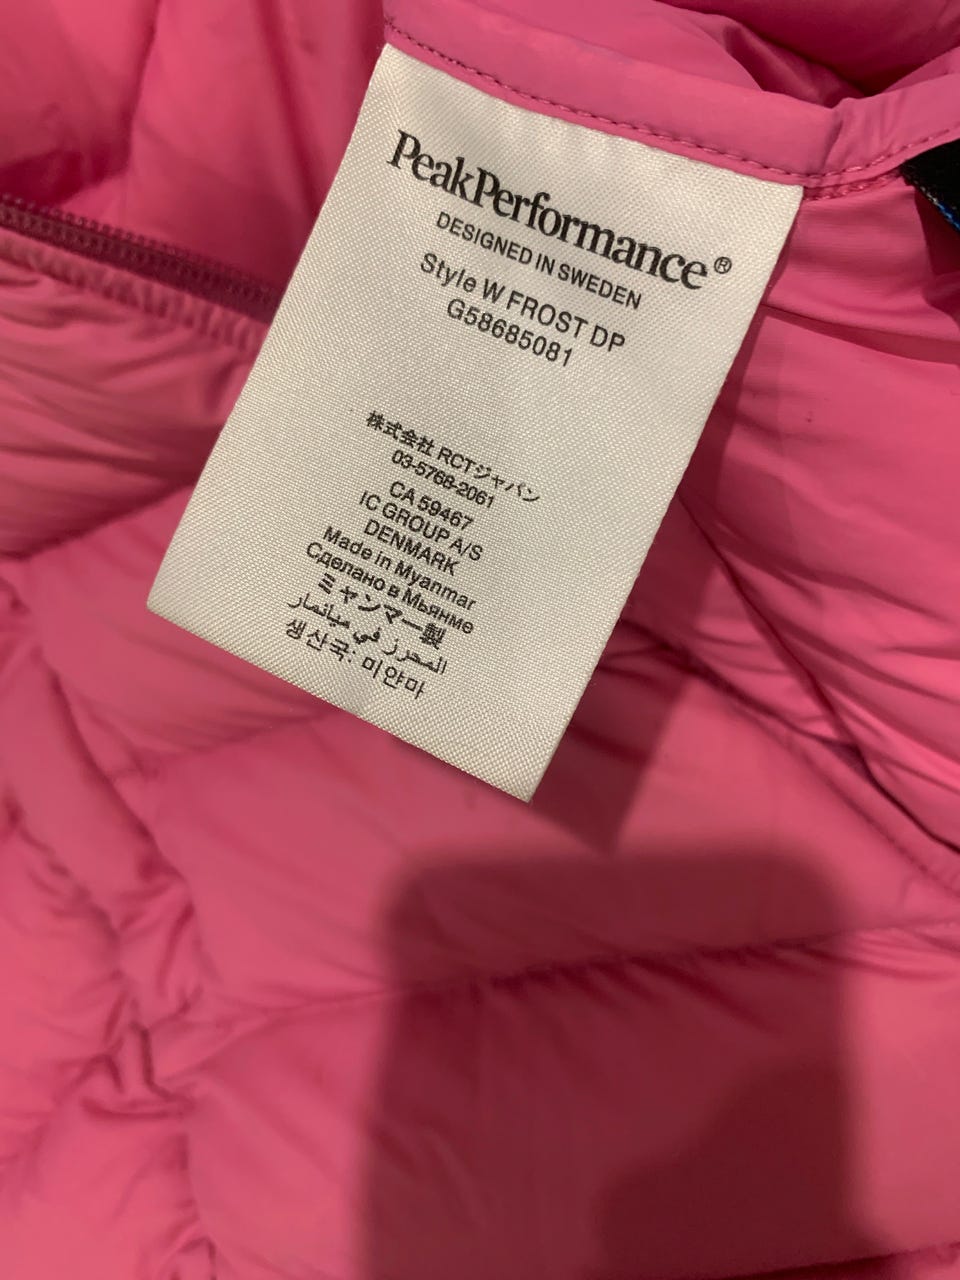 PeakPerformance®
DESIGNED IN SWEDEN
Style W FROST DP
G58685081
株式会社 RCTジャパン
03-5768-2061
CA 59467
IC GROUP A/S
DENMARK
Made in Myanmar
Сделано в Мьянме
ミャンマー製
المحرز في ميانمار
생산국: 미얀마